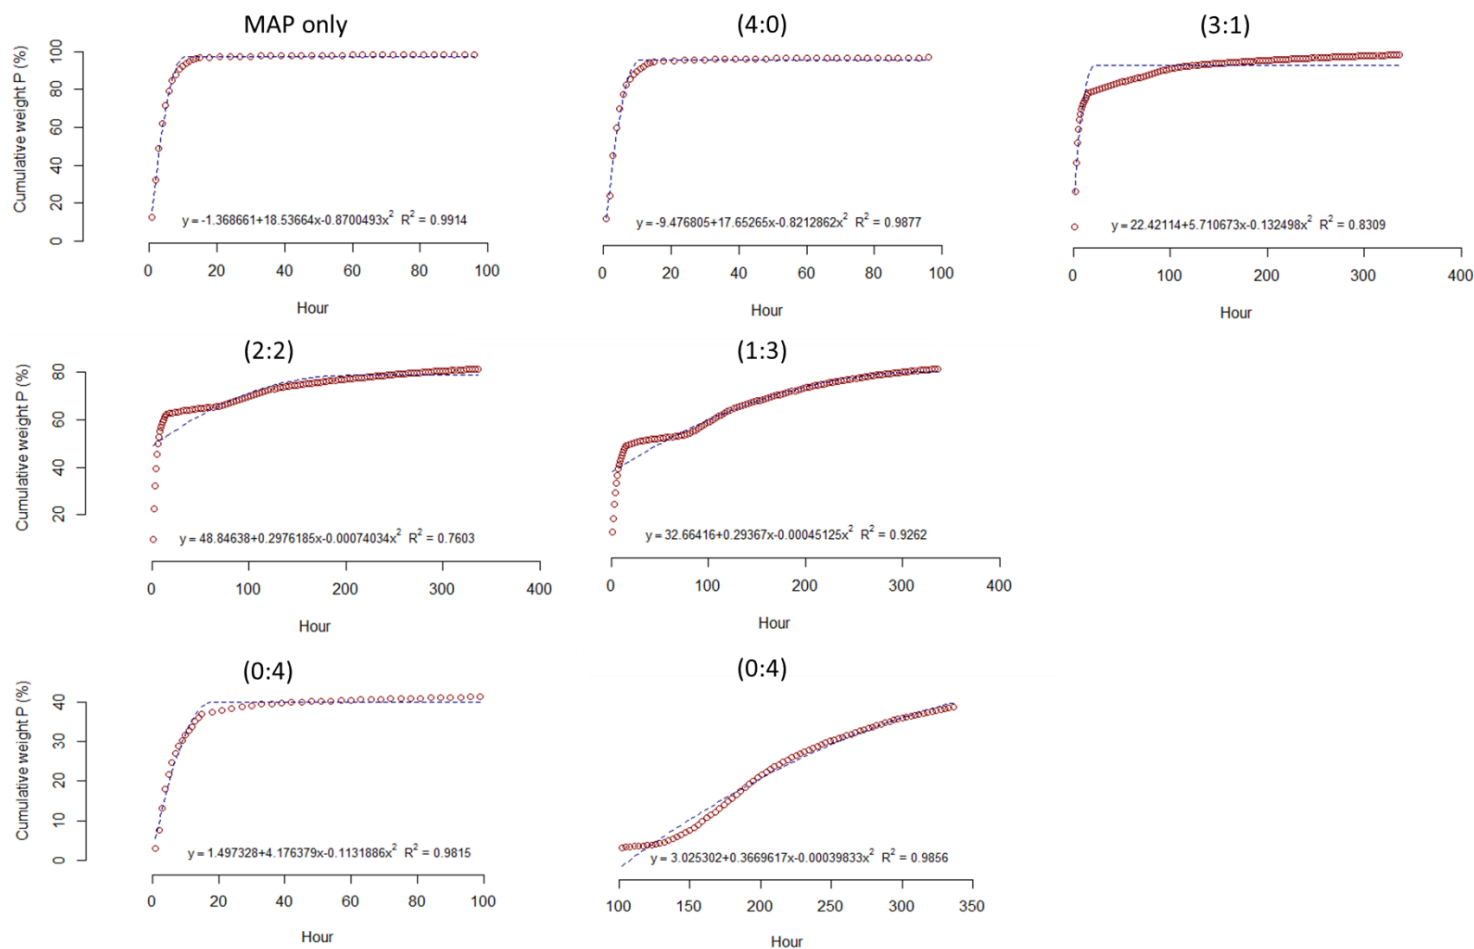 MAP only
(4:0)
(3:1)
Cumulative weight P (%)
100
80
60
40
20
0
y = -1.368661+18.53664x-0.8700493x² R² = 0.9914
0 20 40 60 80 100
Hour
y = -9.476805+17.65265x-0.8212862x² R² = 0.9877
0 20 40 60 80 100
Hour
y = 22.42114+5.710673x-0.132498x² R² = 0.8309
0 100 200 300 400
Hour
(2:2)
(1:3)
Cumulative weight P (%)
80
60
40
20
y = 48.84638+0.2976185x-0.00074034x² R² = 0.7603
0 100 200 300 400
Hour
y = 32.66416+0.29367x-0.00045125x² R² = 0.9262
0 100 200 300 400
Hour
(0:4)
(0:4)
Cumulative weight P (%)
40
30
20
10
0
y = 1.497328+4.176379x-0.1131886x² R² = 0.9815
0 20 40 60 80 100
Hour
y = 3.025302+0.3669617x-0.00039833x² R² = 0.9856
100 150 200 250 300 350
Hour